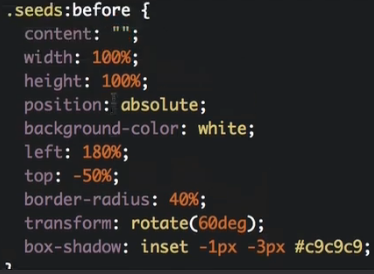 .seeds:before {
content: "";
width: 100%;
height: 100%;
position: absolute;
background-color: white;
left: 180%;
top: -50%;
border-radius: 40%;
transform: rotate(60deg);
box-shadow: inset -1px -3px #c9c9c9;
}